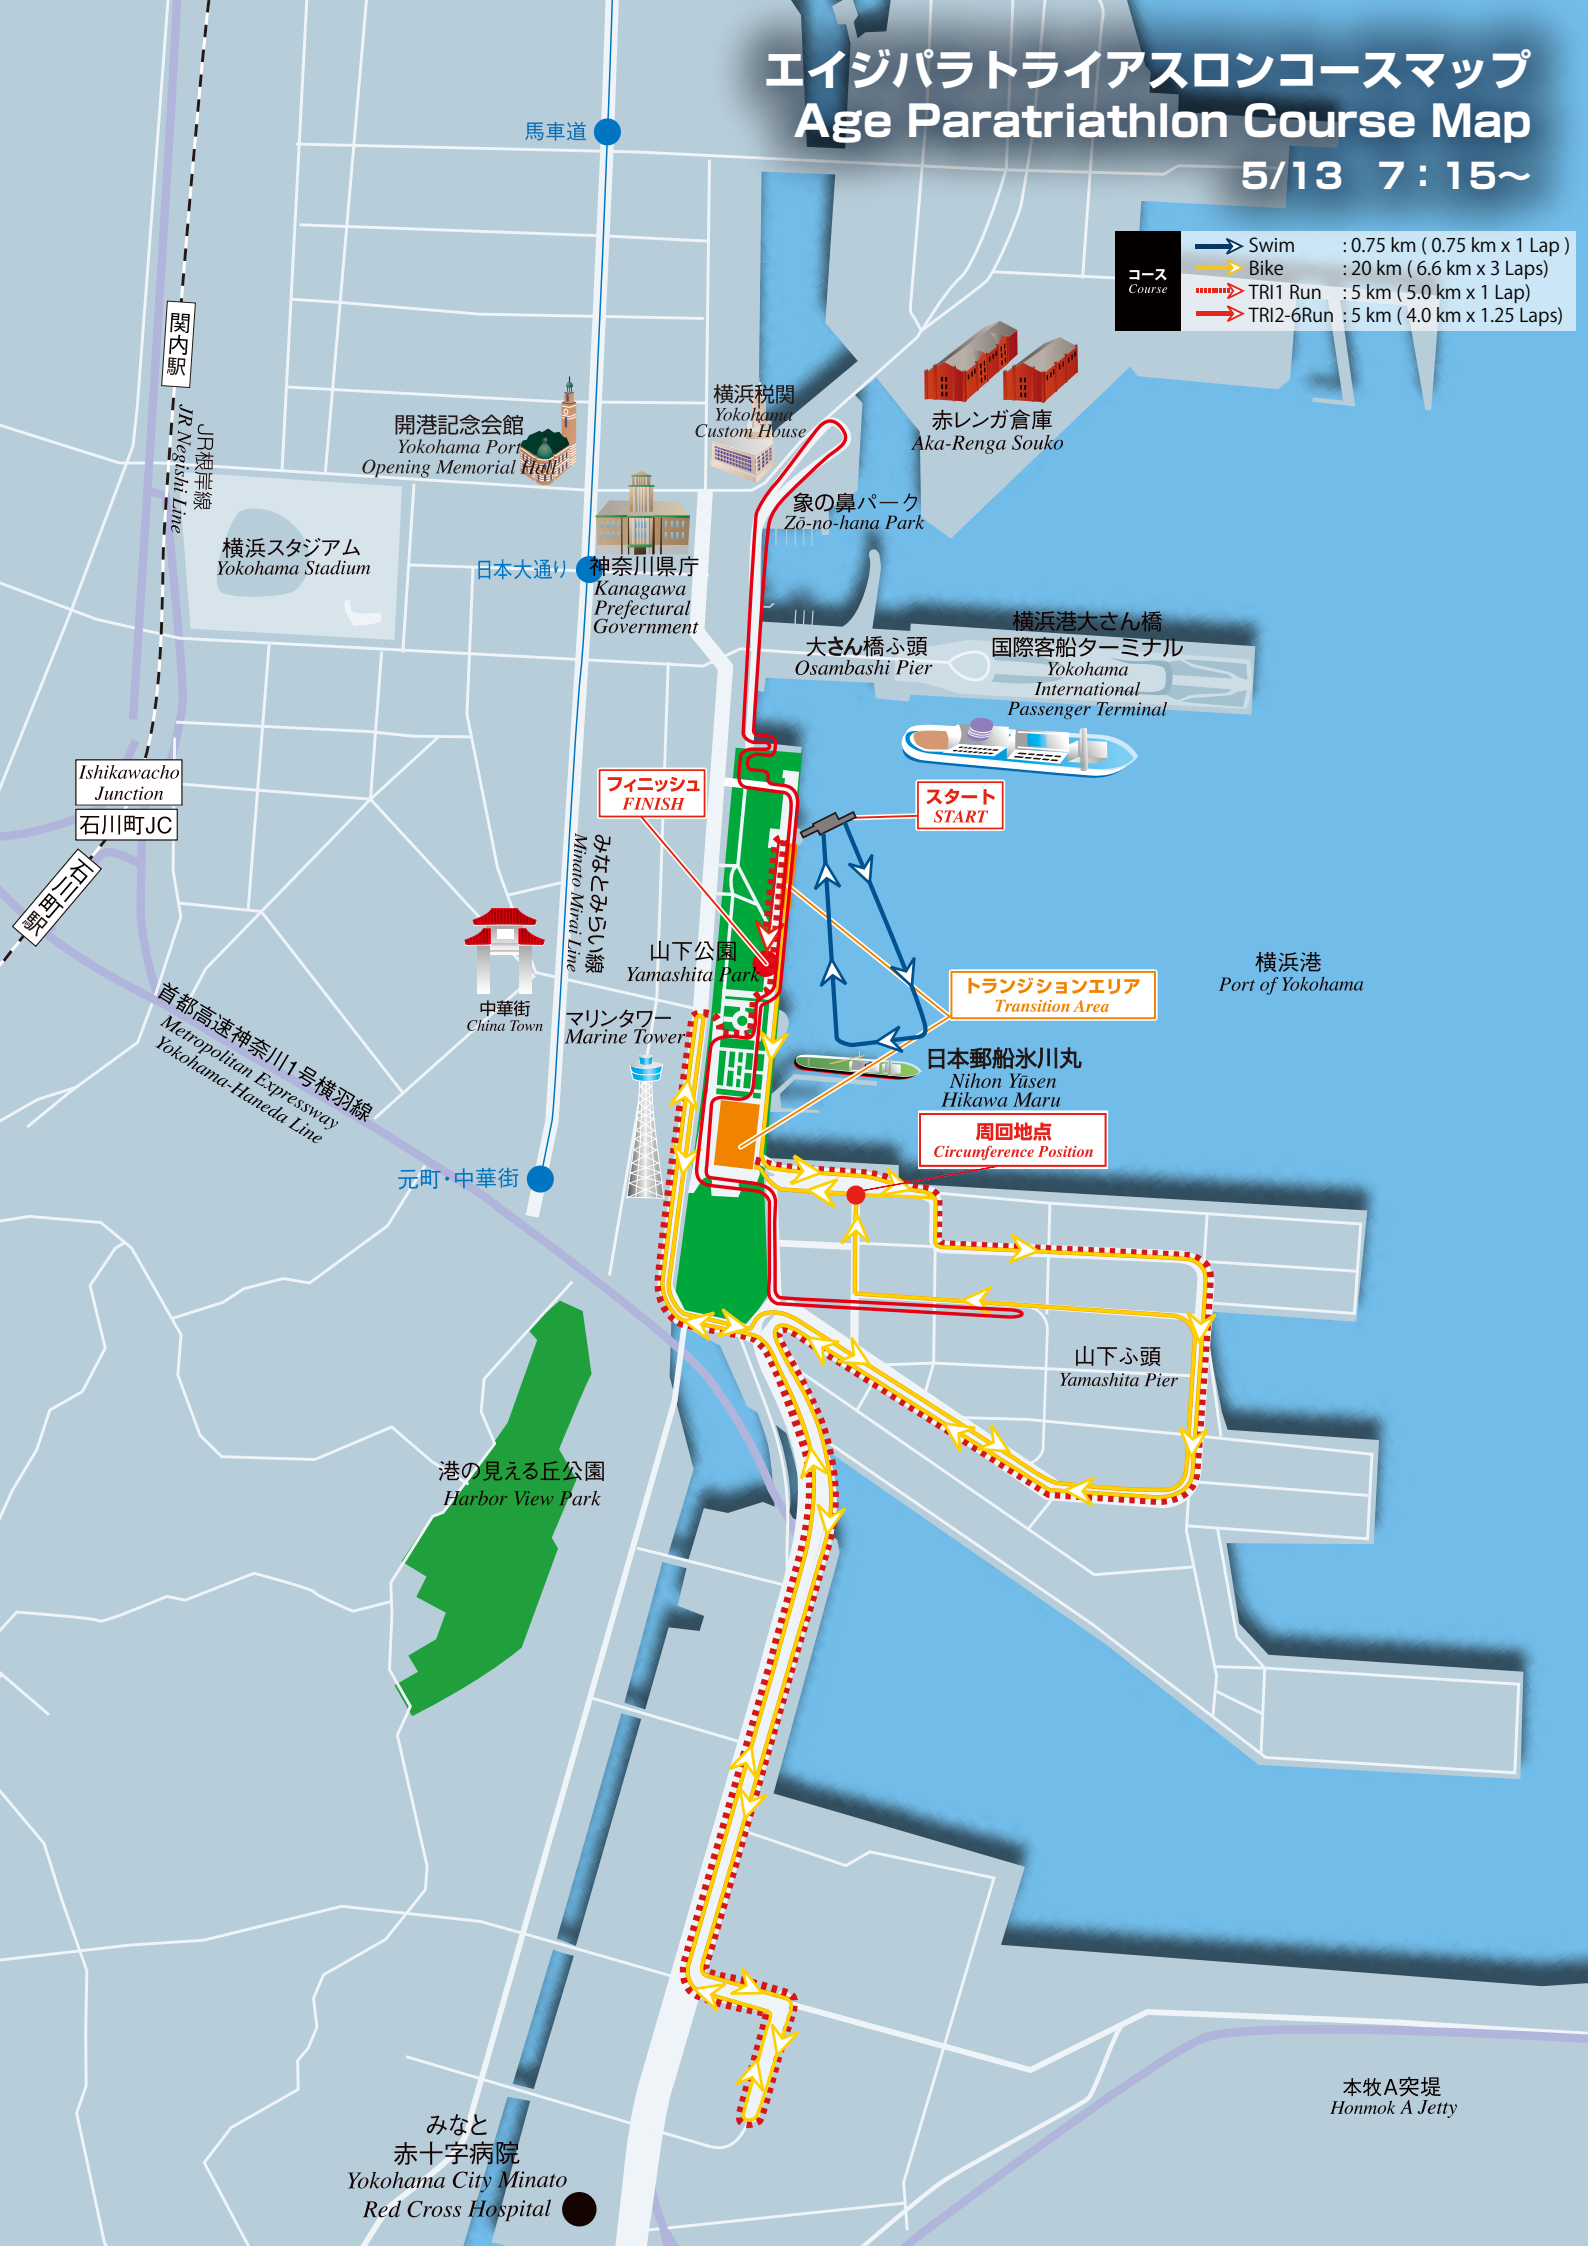 エイジパラトライアスロンコースマップ
Age Paratriathlon Course Map
5/13 7：15～
コース
Course
Swim : 0.75 km ( 0.75 km x 1 Lap )
Bike : 20 km ( 6.6 km x 3 Laps)
TRI1 Run : 5 km ( 5.0 km x 1 Lap)
TRI2-6Run : 5 km ( 4.0 km x 1.25 Laps)
馬車道
関内駅
JR根岸線
JR Negishi Line
開港記念会館
Yokohama Port
Opening Memorial Hall
横浜税関
Yokohama
Custom House
赤レンガ倉庫
Aka-Renga Souko
象の鼻パーク
Zō-no-hana Park
横浜スタジアム
Yokohama Stadium
日本大通り
神奈川県庁
Kanagawa
Prefectural
Government
大さん橋ふ頭
Osambashi Pier
横浜港大さん橋
国際客船ターミナル
Yokohama
International
Passenger Terminal
Ishikawacho
Junction
石川町JC
石川町駅
フィニッシュ
FINISH
スタート
START
みなとみらい線
Minato Mirai Line
山下公園
Yamashita Park
中華街
China Town
マリンタワー
Marine Tower
トランジションエリア
Transition Area
横浜港
Port of Yokohama
日本郵船氷川丸
Nihon Yūsen
Hikawa Maru
首都高速神奈川1号横羽線
Metropolitan Expressway
Yokohama-Haneda Line
周回地点
Circumference Position
元町・中華街
山下ふ頭
Yamashita Pier
港の見える丘公園
Harbor View Park
本牧A突堤
Honmok A Jetty
みなと
赤十字病院
Yokohama City Minato
Red Cross Hospital